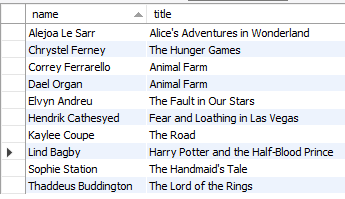 name title
Alejoa Le Sarr Alice's Adventures in Wonderland
Chrystel Ferney The Hunger Games
Correy Ferrarello Animal Farm
Dael Organ Animal Farm
Elvyn Andreu The Fault in Our Stars
Hendrik Cathesyed Fear and Loathing in Las Vegas
Kaylee Coupe The Road
Lind Bagby Harry Potter and the Half-Blood Prince
Sophie Station The Handmaid's Tale
Thaddeus Buddington The Lord of the Rings